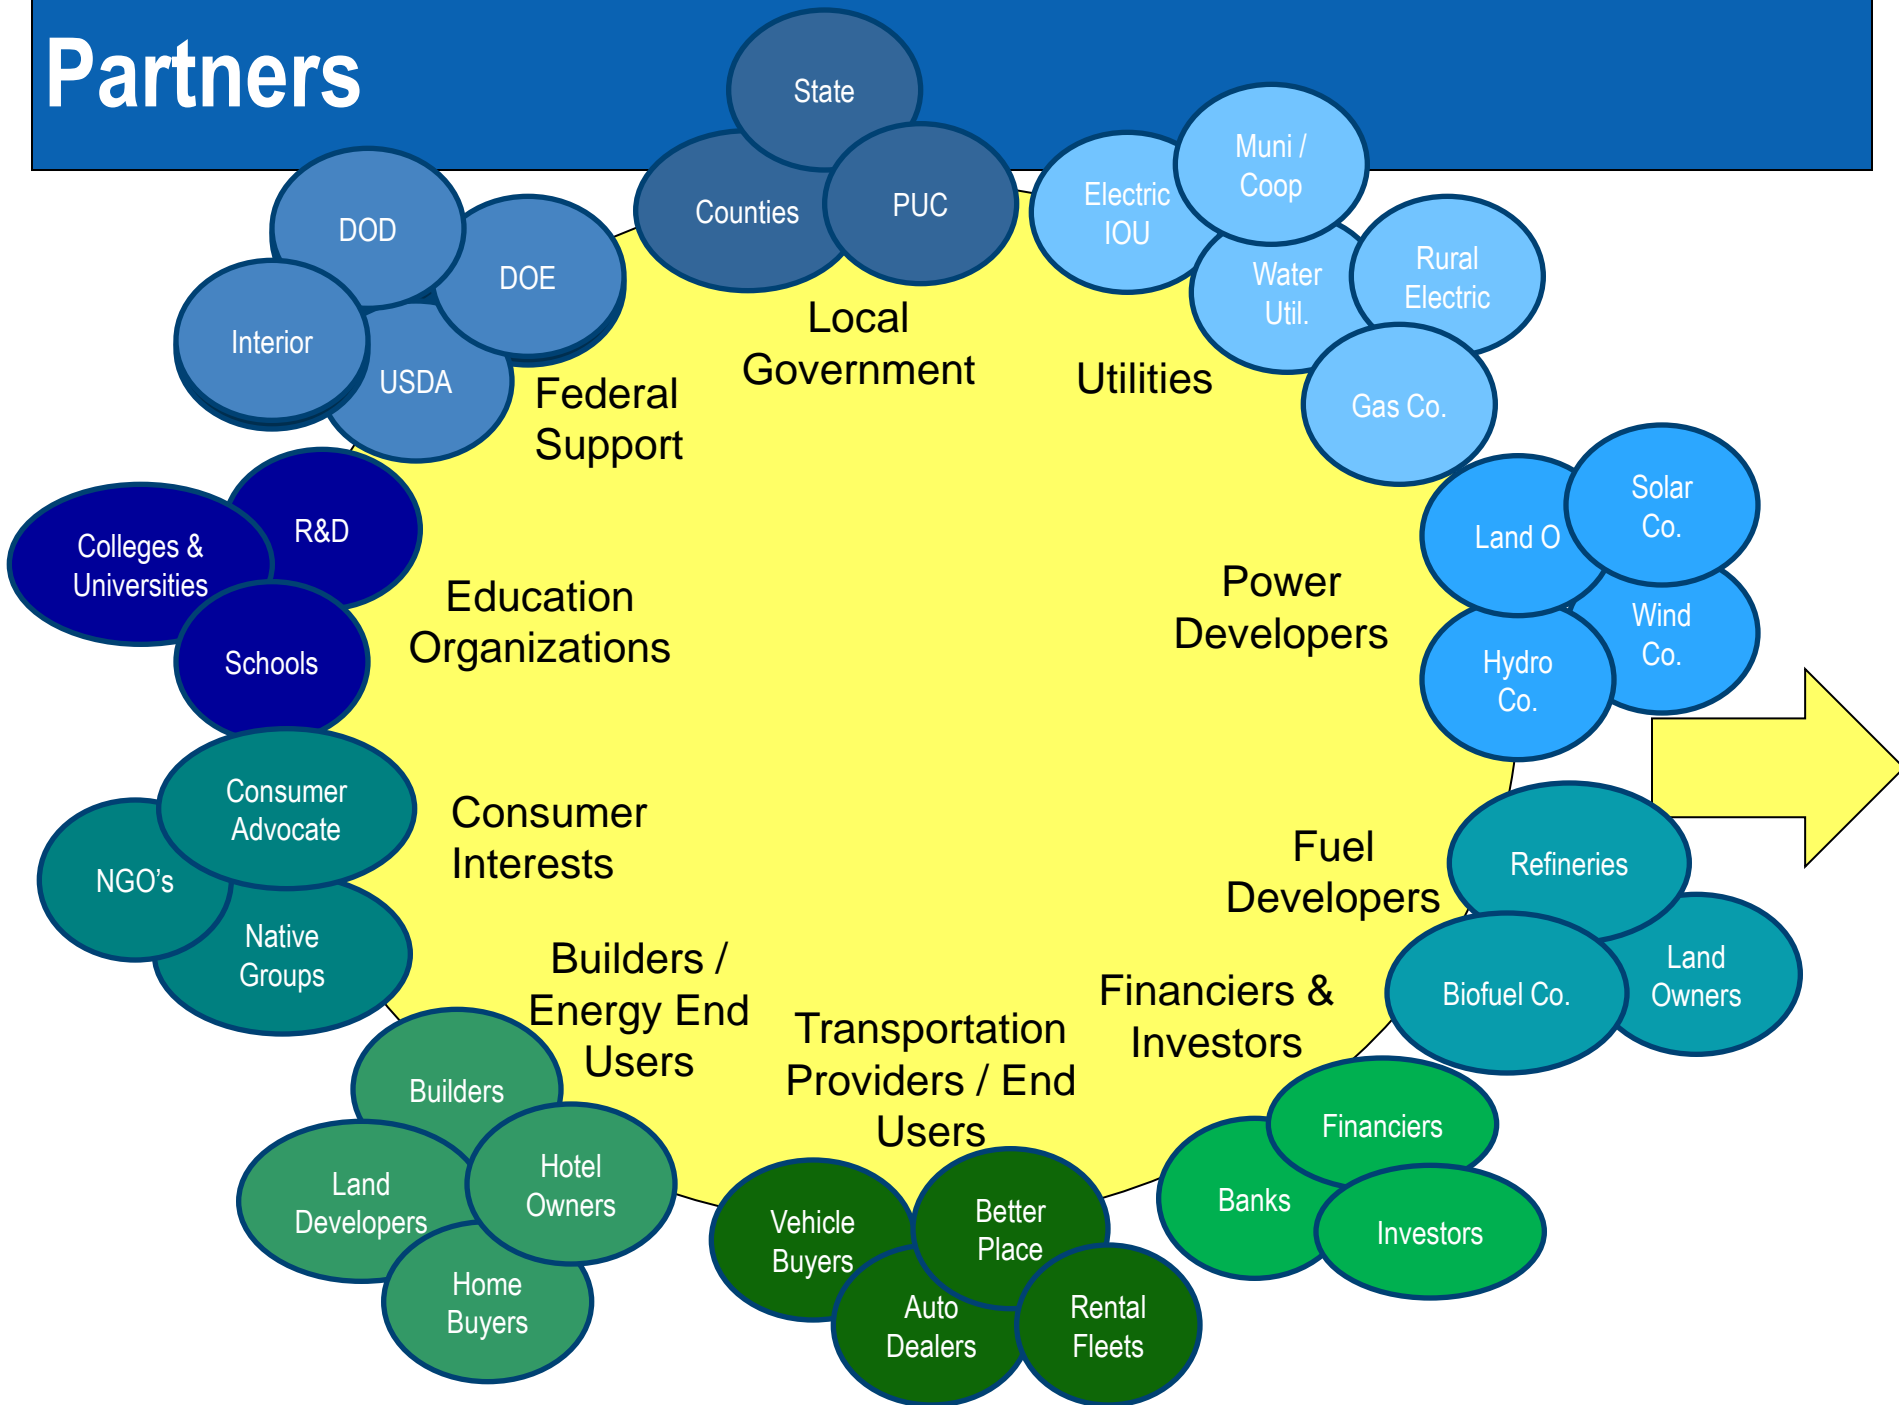 Partners
State
Counties
PUC
Local
Government
Electric
IOU
Muni /
Coop
Water
Util.
Rural
Electric
Gas Co.
Utilities
DOD
DOE
Interior
USDA
Federal
Support
Colleges &
Universities
R&D
Schools
Education
Organizations
Land O
Solar
Co.
Wind
Co.
Hydro
Co.
Power
Developers
Consumer
Advocate
NGO's
Native
Groups
Consumer
Interests
Refineries
Biofuel Co.
Land
Owners
Fuel
Developers
Builders /
Energy End
Users
Builders
Land
Developers
Hotel
Owners
Home
Buyers
Transportation
Providers / End
Users
Vehicle
Buyers
Auto
Dealers
Better
Place
Rental
Fleets
Financiers &
Investors
Financiers
Banks
Investors